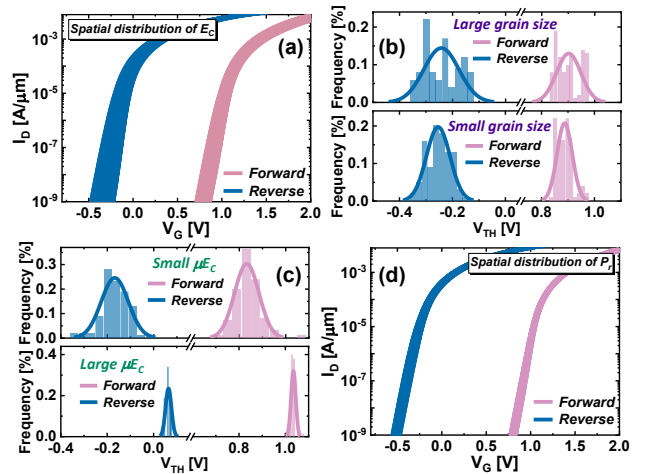 Spatial distribution of E_C
(a)
Forward
Reverse
I_D [A/μm]
10^-3
10^-5
10^-7
10^-9
-0.5 0.0 0.5 1.0 1.5 2.0
V_G [V]
(b)
Large grain size
Forward
Reverse
Frequency [%]
0.2
0.1
0.0
Small grain size
Forward
Reverse
Frequency [%]
0.2
0.1
0.0
-0.4 -0.2 0.0 0.8 1.0
V_TH [V]
Small μE_C
(c)
Forward
Reverse
Frequency [%]
0.3
0.2
0.1
0.0
Large μE_C
Forward
Reverse
Frequency [%]
0.4
0.2
0.0
-0.2 0.0 0.8 1.0
V_TH [V]
Spatial distribution of P_r
(d)
Forward
Reverse
I_D [A/μm]
10^-3
10^-5
10^-7
10^-9
-0.5 0.0 0.5 1.0 1.5 2.0
V_G [V]